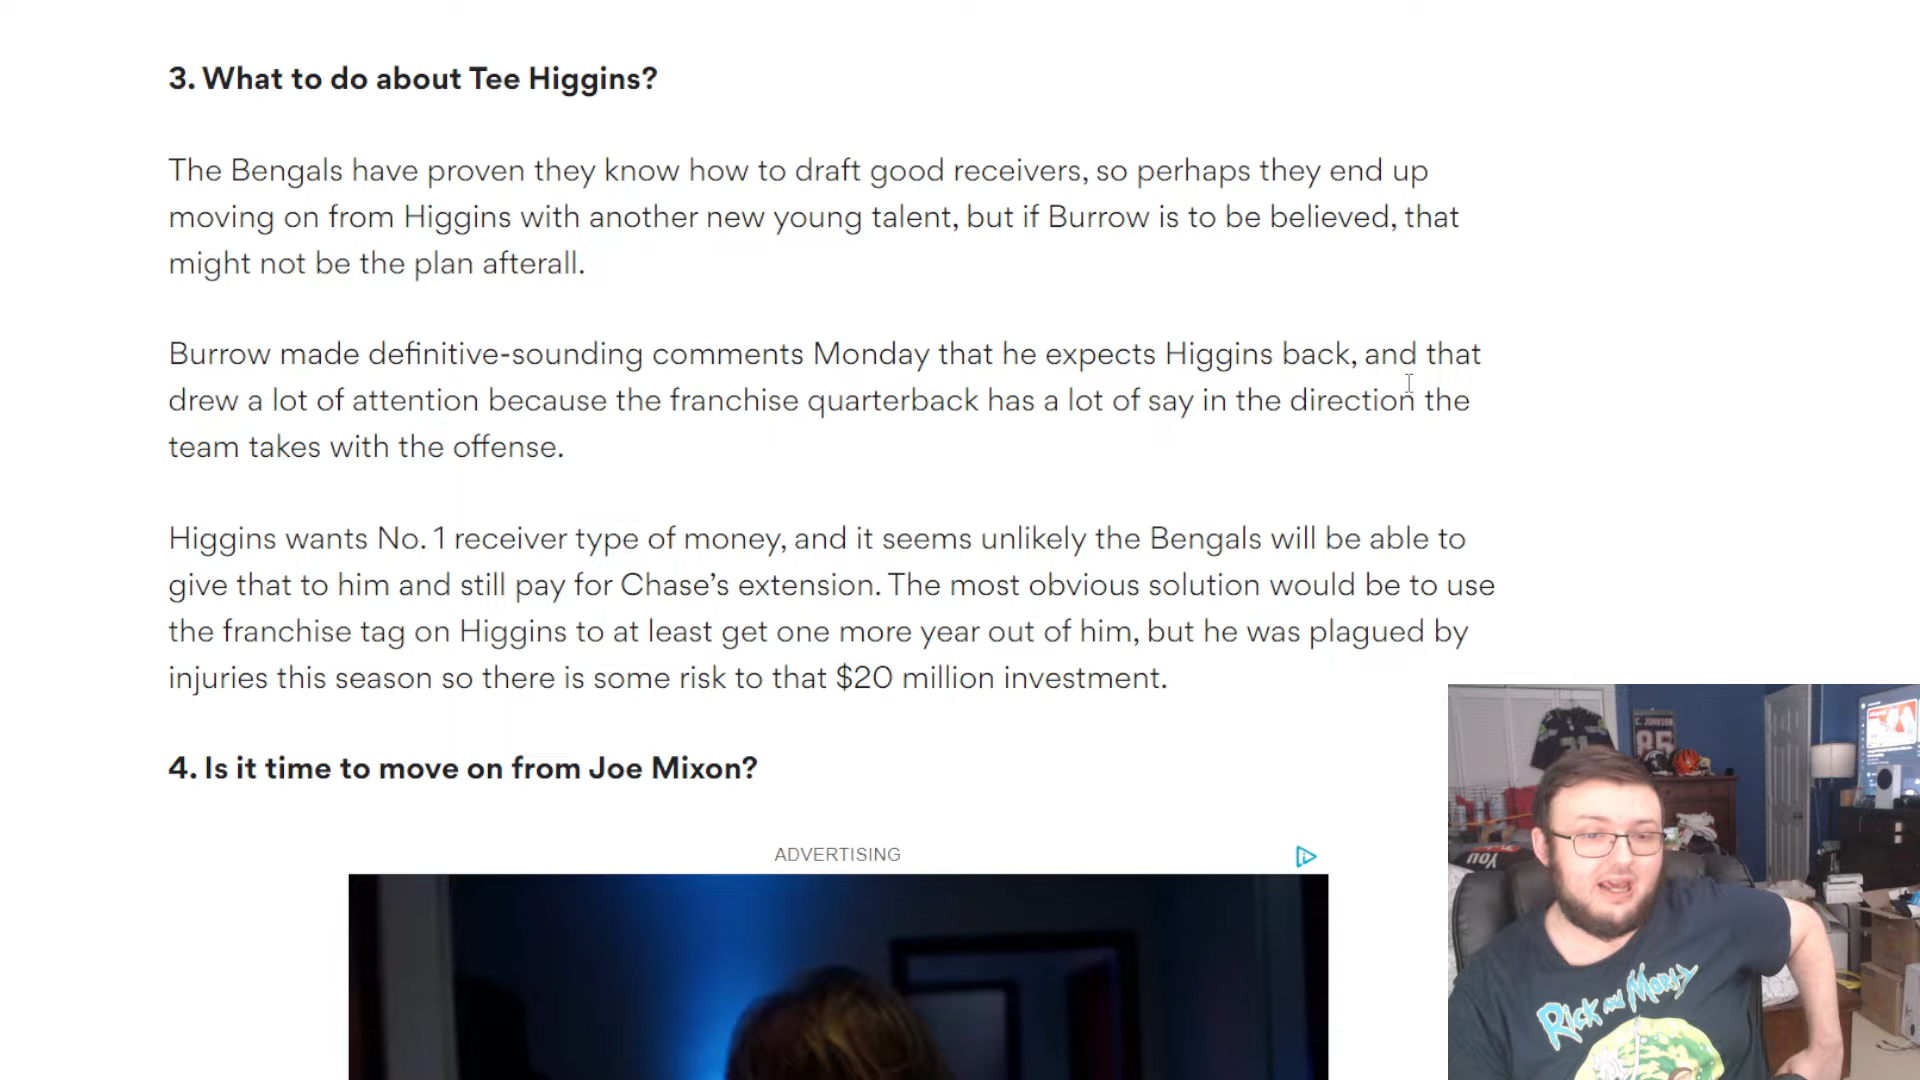 3. What to do about Tee Higgins?
The Bengals have proven they know how to draft good receivers, so perhaps they end up
moving on from Higgins with another new young talent, but if Burrow is to be believed, that
might not be the plan afterall.
Burrow made definitive-sounding comments Monday that he expects Higgins back, and that
drew a lot of attention because the franchise quarterback has a lot of say in the direction the
team takes with the offense.
Higgins wants No. 1 receiver type of money, and it seems unlikely the Bengals will be able to
give that to him and still pay for Chase’s extension. The most obvious solution would be to use
the franchise tag on Higgins to at least get one more year out of him, but he was plagued by
injuries this season so there is some risk to that $20 million investment.
4. Is it time to move on from Joe Mixon?
ADVERTISING
C. JOHNSON
85
You
Rick and Morty